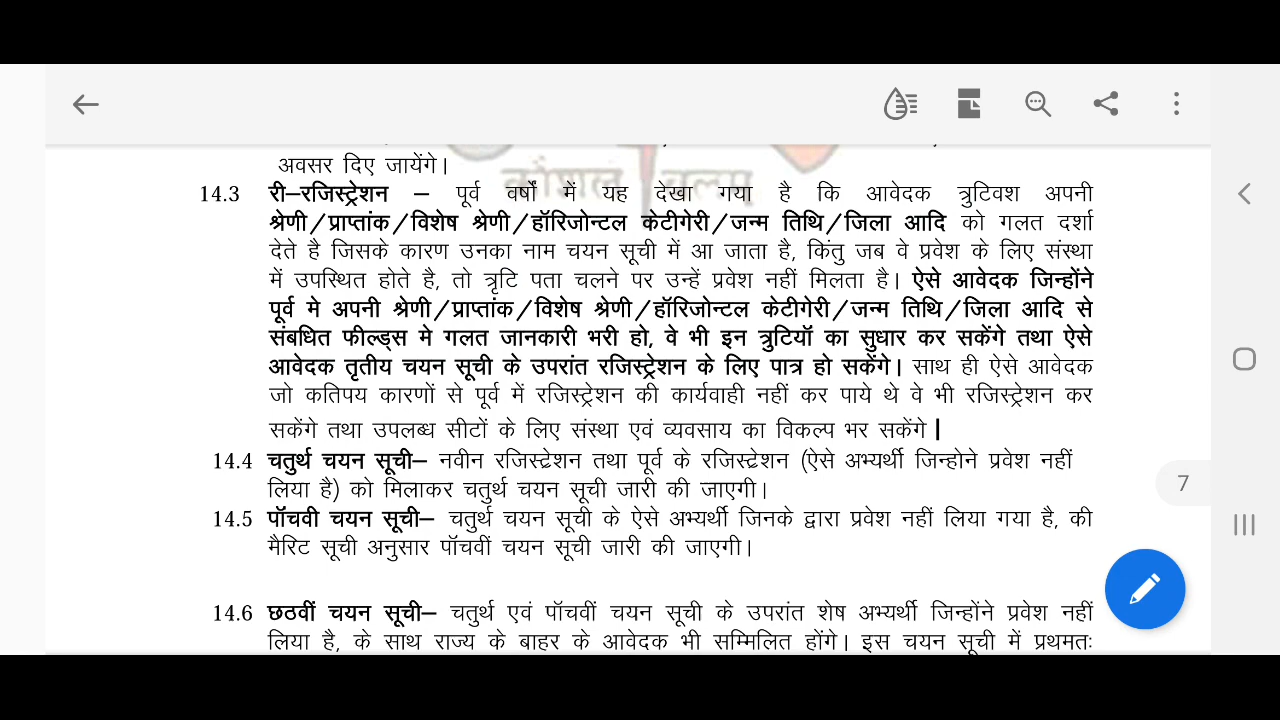 अवसर दिए जायेंगे।
14.3 री–रजिस्ट्रेशन – पूर्व वर्षों में यह देखा गया है कि आवेदक त्रुटिवश अपनी
श्रेणी/प्राप्तांक/विशेष श्रेणी/हॉरिजोन्टल केटीगेरी/जन्म तिथि/जिला आदि को गलत दर्शा
देते है जिसके कारण उनका नाम चयन सूची में आ जाता है, किंतु जब वे प्रवेश के लिए संस्था
में उपस्थित होते है, तो त्रृटि पता चलने पर उन्हें प्रवेश नहीं मिलता है। ऐसे आवेदक जिन्होंने
पूर्व मे अपनी श्रेणी/प्राप्तांक/विशेष श्रेणी/हॉरिजोन्टल केटीगेरी/जन्म तिथि/जिला आदि से
संबधित फील्ड्स मे गलत जानकारी भरी हो, वे भी इन त्रुटियॉ का सुधार कर सकेंगे तथा ऐसे
आवेदक तृतीय चयन सूची के उपरांत रजिस्ट्रेशन के लिए पात्र हो सकेंगे। साथ ही ऐसे आवेदक
जो कतिपय कारणों से पूर्व में रजिस्ट्रेशन की कार्यवाही नहीं कर पाये थे वे भी रजिस्ट्रेशन कर
सकेंगे तथा उपलब्ध सीटों के लिए संस्था एवं व्यवसाय का विकल्प भर सकेंगे।
14.4 चतुर्थ चयन सूची– नवीन रजिस्टेशन तथा पूर्व के रजिस्टेशन (ऐसे अभ्यर्थी जिन्होने प्रवेश नहीं
लिया है) को मिलाकर चतुर्थ चयन सूची जारी की जाएगी।
14.5 पॉचवी चयन सूची– चतुर्थ चयन सूची के ऐसे अभ्यर्थी जिनके द्वारा प्रवेश नहीं लिया गया है, की
मैरिट सूची अनुसार पॉचवीं चयन सूची जारी की जाएगी।
7
14.6 छठवीं चयन सूची– चतुर्थ एवं पॉचवीं चयन सूची के उपरांत शेष अभ्यर्थी जिन्होंने प्रवेश नहीं
लिया है, के साथ राज्य के बाहर के आवेदक भी सम्मिलित होंगे। इस चयन सूची में प्रथमतः